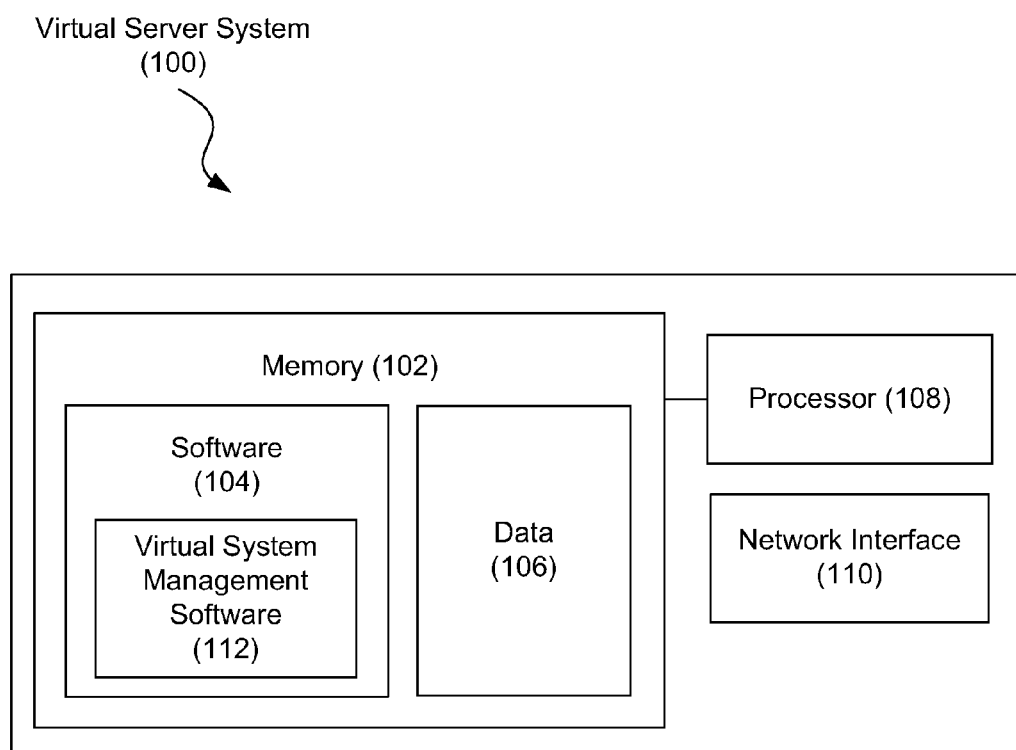 Virtual Server System
(100)
Memory (102)
Software
(104)
Virtual System
Management
Software
(112)
Data
(106)
Processor (108)
Network Interface
(110)